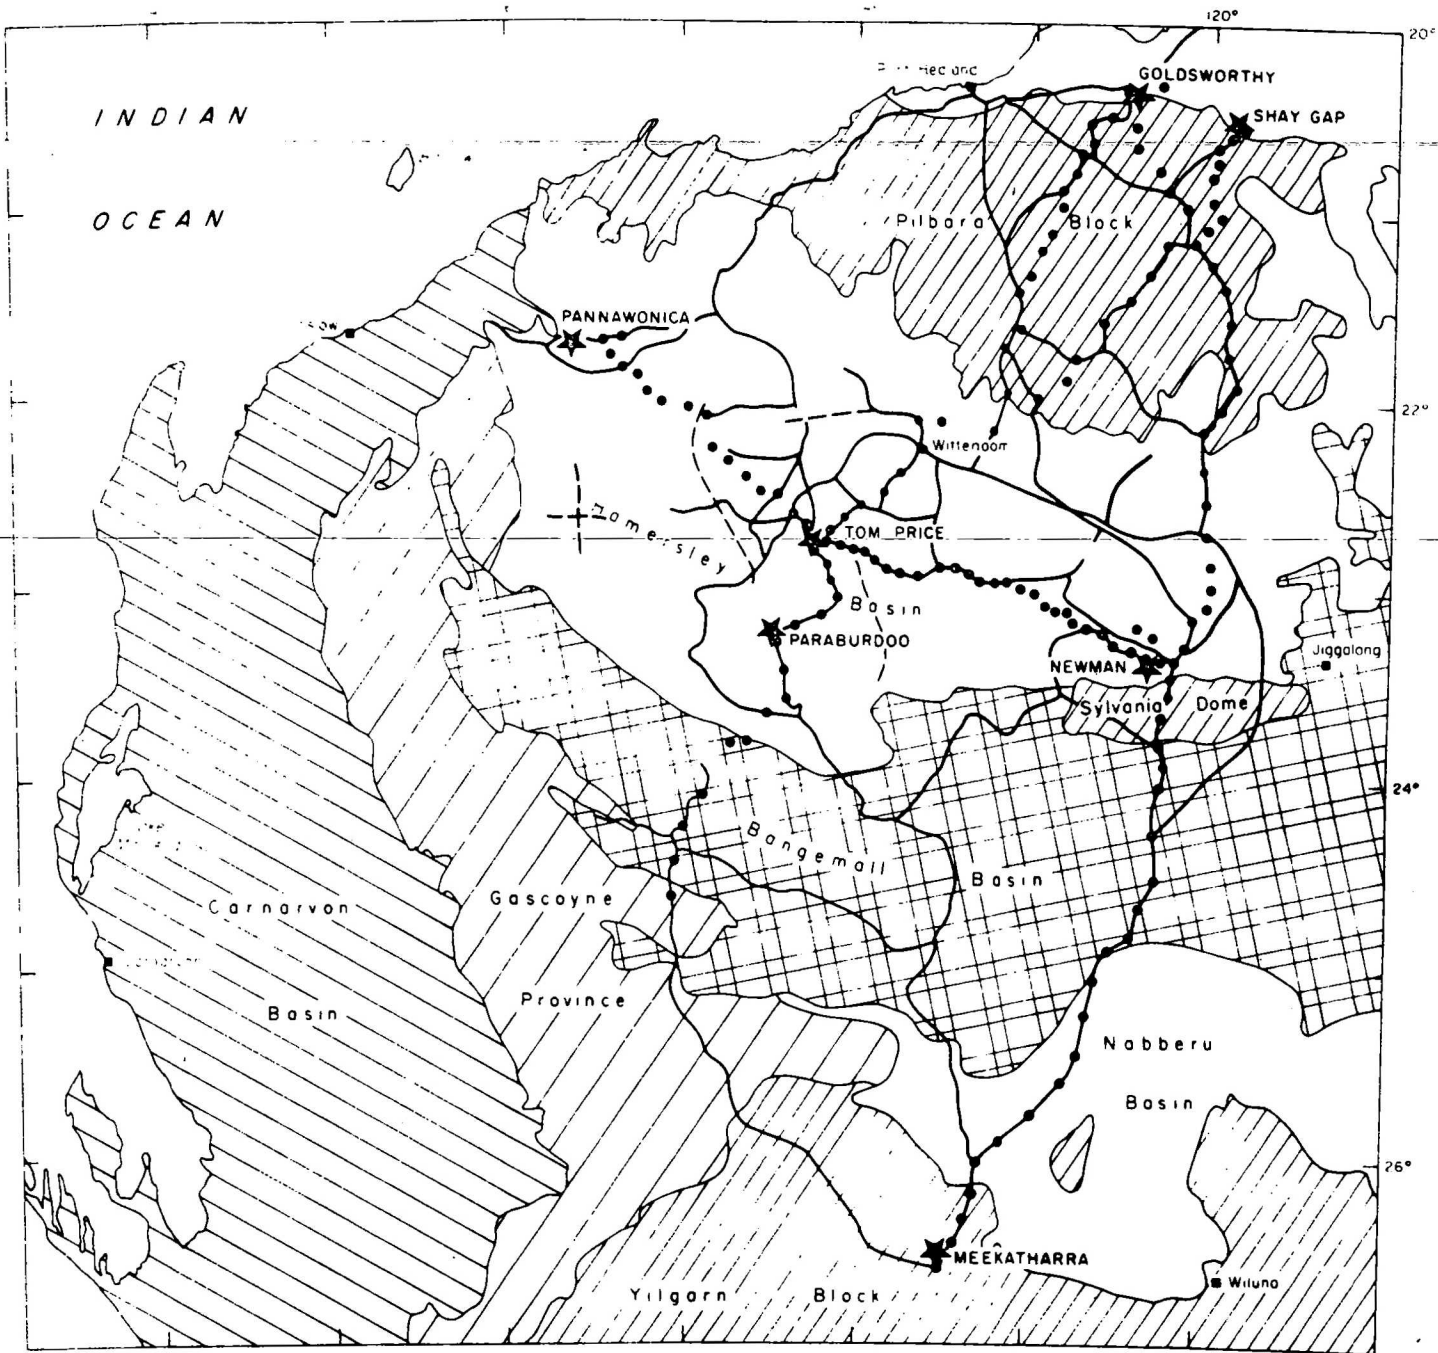 120°
20°
GOLDSWORTHY
INDIAN
SHAY GAP
OCEAN
Pilbara Block
PANNAWONICA
22°
Wittenoom
Hamersley
TOM PRICE
Basin
PARABURDOO
Jiggalong
NEWMAN
Sylvania Dome
24°
Bangemall
Basin
Gascoyne
Carnarvon
Province
Basin
Nabberu
Basin
26°
MEEKATHARRA
Wiluna
Yilgarn Block